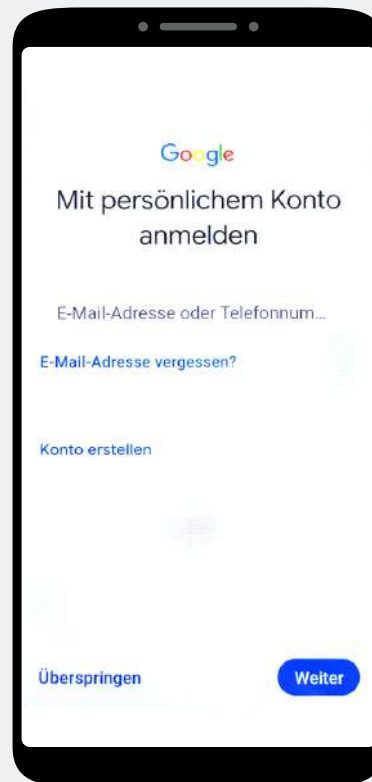 Google
Mit persönlichem Konto
anmelden
E-Mail-Adresse oder Telefonnum...
E-Mail-Adresse vergessen?
Konto erstellen
Überspringen
Weiter